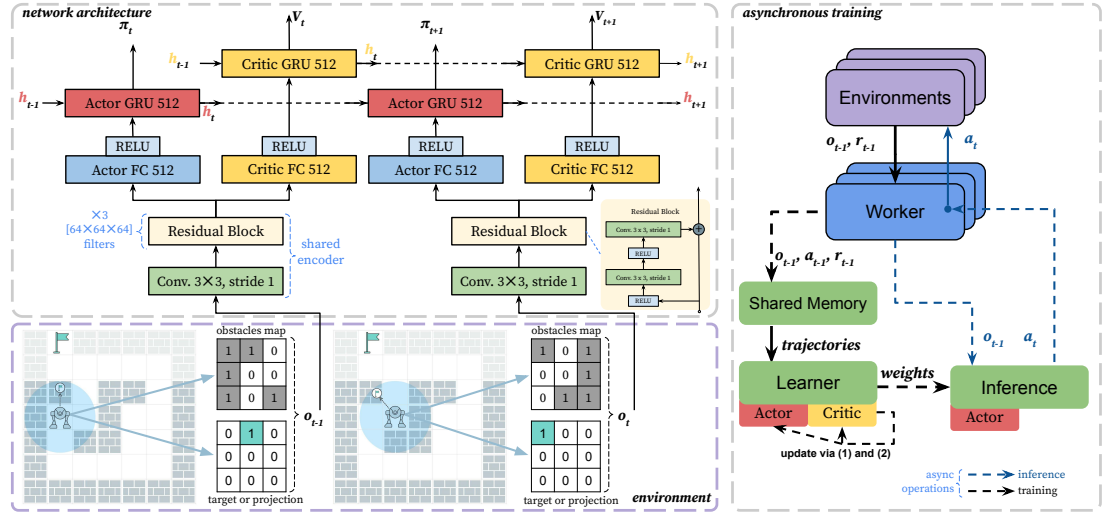 network architecture
π_t
V_t
π_t+1
V_t+1
h_t-1
Critic GRU 512
h_t
Critic GRU 512
h_t+1
h_t-1
Actor GRU 512
h_t
Actor GRU 512
h_t+1
RELU
RELU
RELU
RELU
Actor FC 512
Critic FC 512
Actor FC 512
Critic FC 512
×3
[64×64×64]
filters
Residual Block
shared
encoder
Conv. 3×3, stride 1
Residual Block
Conv. 3×3, stride 1
Residual Block
Conv. 3 x 3, stride 1
+
RELU
Conv. 3 x 3, stride 1
RELU
obstacles map
1 1 0
1 0 0
1 0 1
o_t-1
0 1 0
0 0 0
0 0 0
target or projection
obstacles map
1 0 1
0 0 1
0 1 1
o_t
1 0 0
0 0 0
0 0 0
target or projection
environment
asynchronous training
Environments
o_t-1, r_t-1
a_t
Worker
o_t-1, a_t-1, r_t-1
Shared Memory
trajectories
o_t-1
a_t
Learner
weights
Inference
Actor
Critic
Actor
update via (1) and (2)
async
operations
inference
training